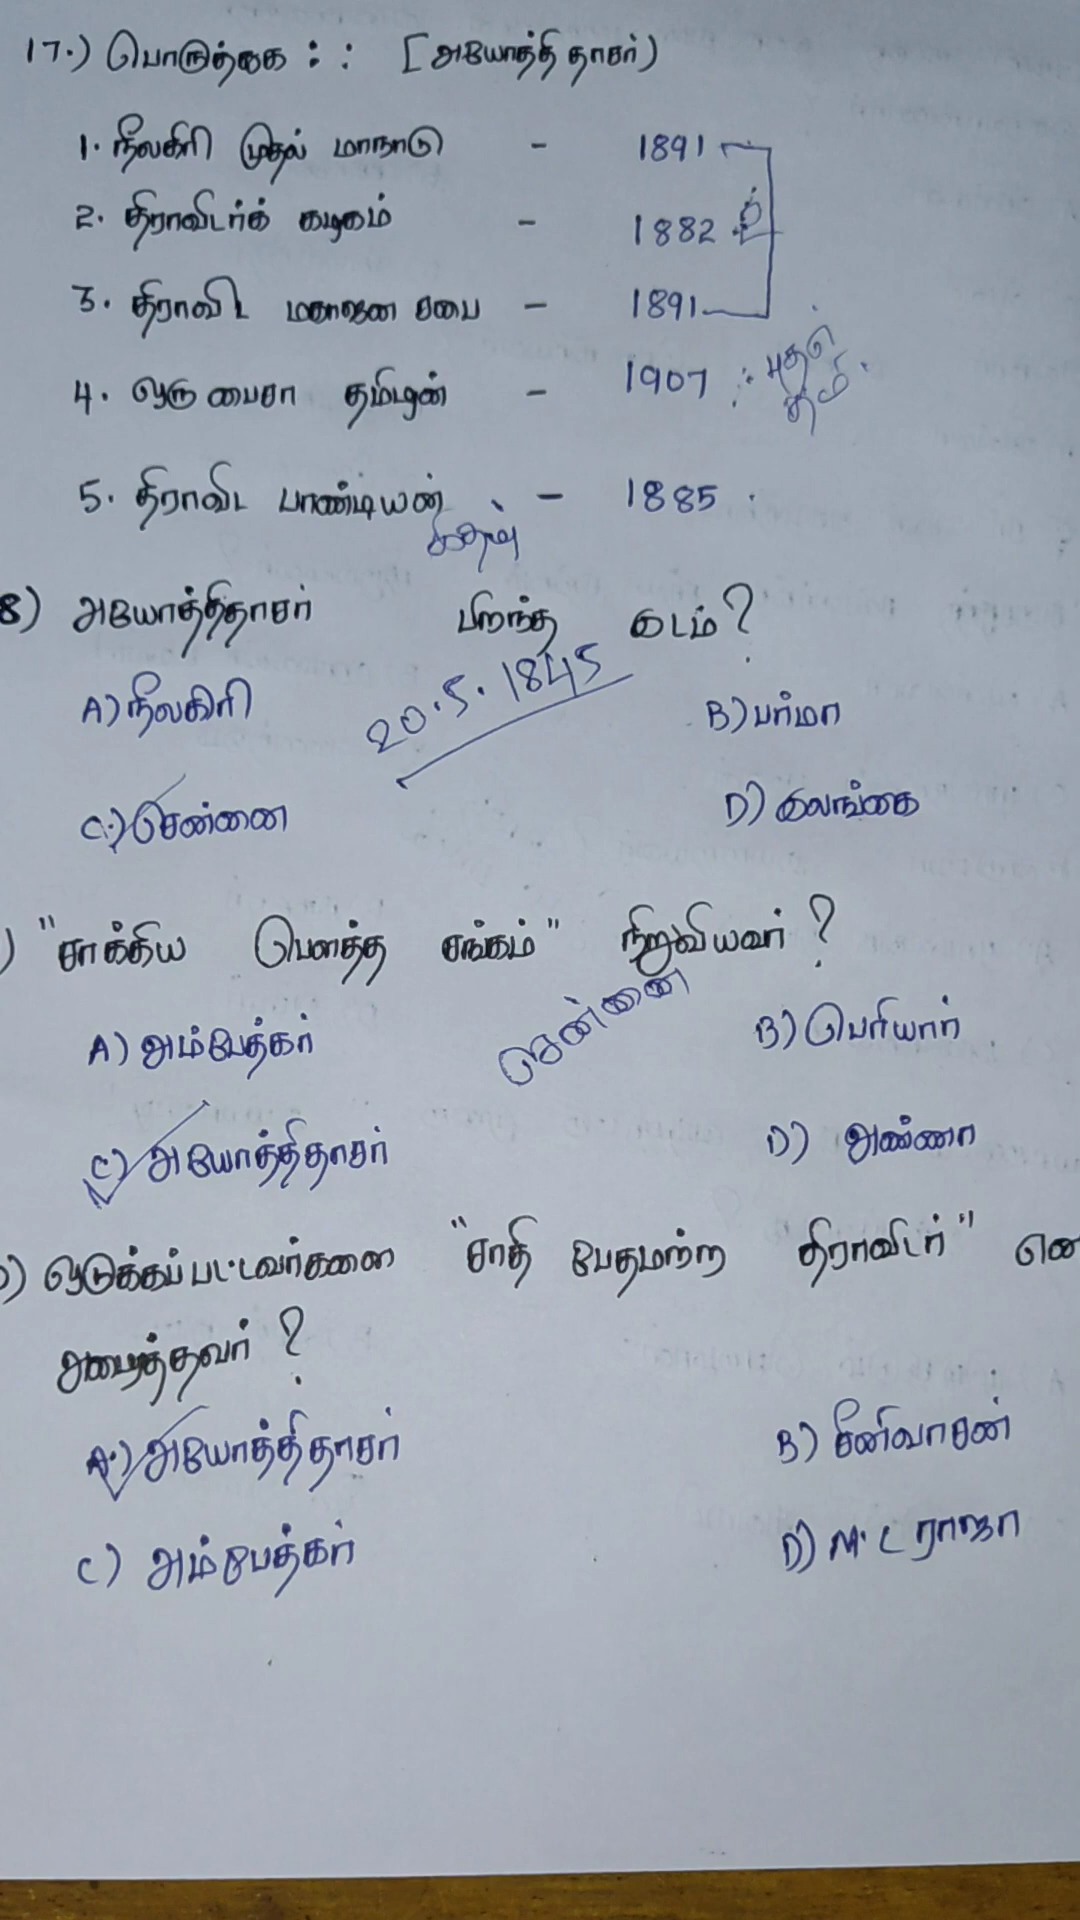 17.) பொருத்துக : : [அயோத்தி தாசர்)
1. நீலகிரி முதல் மாநாடு - 1891
2. திராவிடர்க் கழகம் - 1882
3. திராவிட மகாஜன சபை - 1891
4. ஒரு பைசா தமிழன் - 1907
5. திராவிட பாண்டியன் - 1885
இதழ்
8) அயோத்திதாசர் பிறந்த இடம்?
20.5.1845
A) நீலகிரி B) பர்மா
C) சென்னை D) இலங்கை
) "சாக்கிய பௌத்த சங்கம்" நிறுவியவர்?
சென்னை
A) அம்பேத்கர் B) பெரியார்
C) அயோத்திதாசர் D) அண்ணா
) ஒடுக்கப்பட்டவர்களை "சாதி பேதமற்ற திராவிடர்" என
அழைத்தவர்?
A) அயோத்திதாசர் B) சீனிவாசன்
C) அம்பேத்கர் D) M.C ராஜா